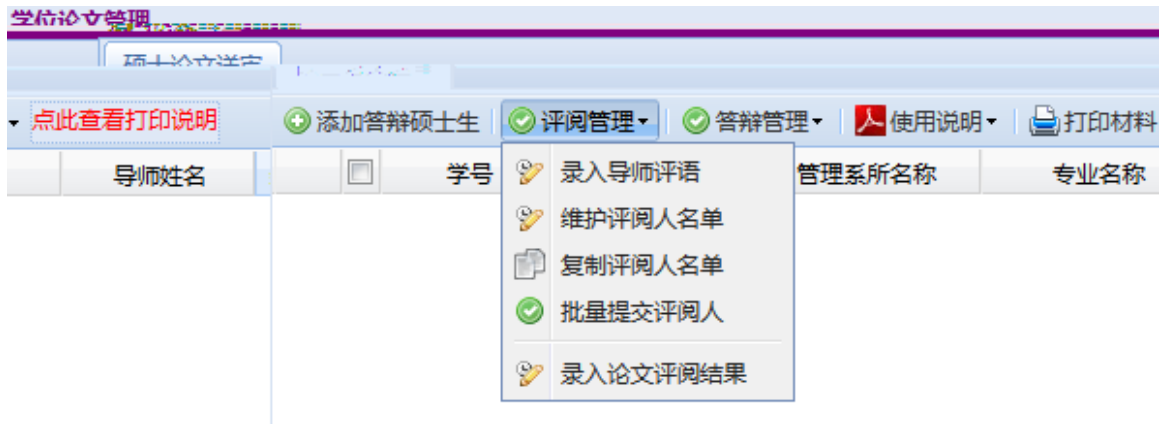 学位论文管理
硕士论文送审
点此查看打印说明 添加答辩硕士生 评阅管理 答辩管理 使用说明 打印材料
导师姓名 学号 管理系所名称 专业名称
录入导师评语
维护评阅人名单
复制评阅人名单
批量提交评阅人
录入论文评阅结果